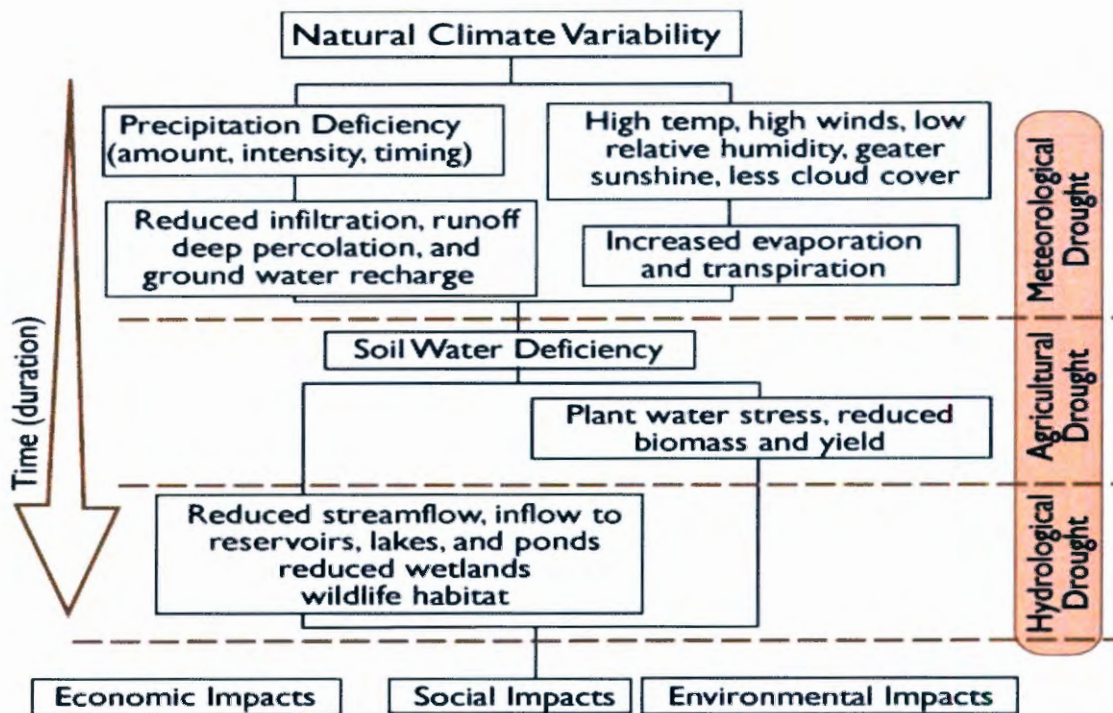 Natural Climate Variability
Precipitation Deficiency
(amount, intensity, timing)
High temp, high winds, low
relative humidity, geater
sunshine, less cloud cover
Reduced infiltration, runoff
deep percolation, and
ground water recharge
Increased evaporation
and transpiration
Meteorological
Drought
Time (duration)
Soil Water Deficiency
Plant water stress, reduced
biomass and yield
Agricultural
Drought
Reduced streamflow, inflow to
reservoirs, lakes, and ponds
reduced wetlands
wildlife habitat
Hydrological
Drought
Economic Impacts
Social Impacts
Environmental Impacts